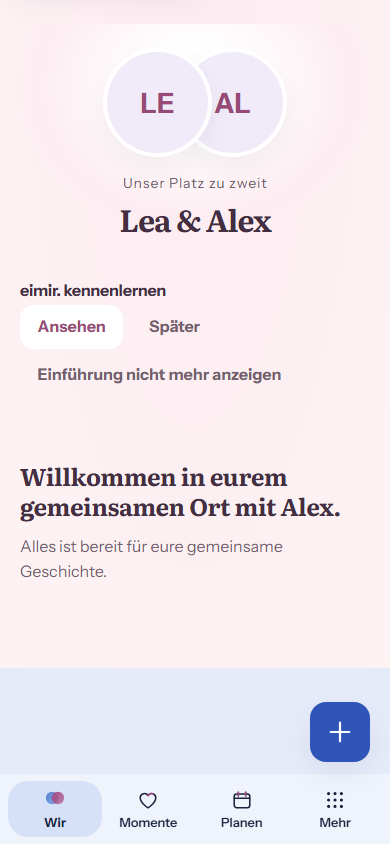 LE AL
Unser Platz zu zweit
Lea & Alex
eimir. kennenlernen
Ansehen Später
Einführung nicht mehr anzeigen
Willkommen in eurem
gemeinsamen Ort mit Alex.
Alles ist bereit für eure gemeinsame
Geschichte.
Wir Momente Planen Mehr